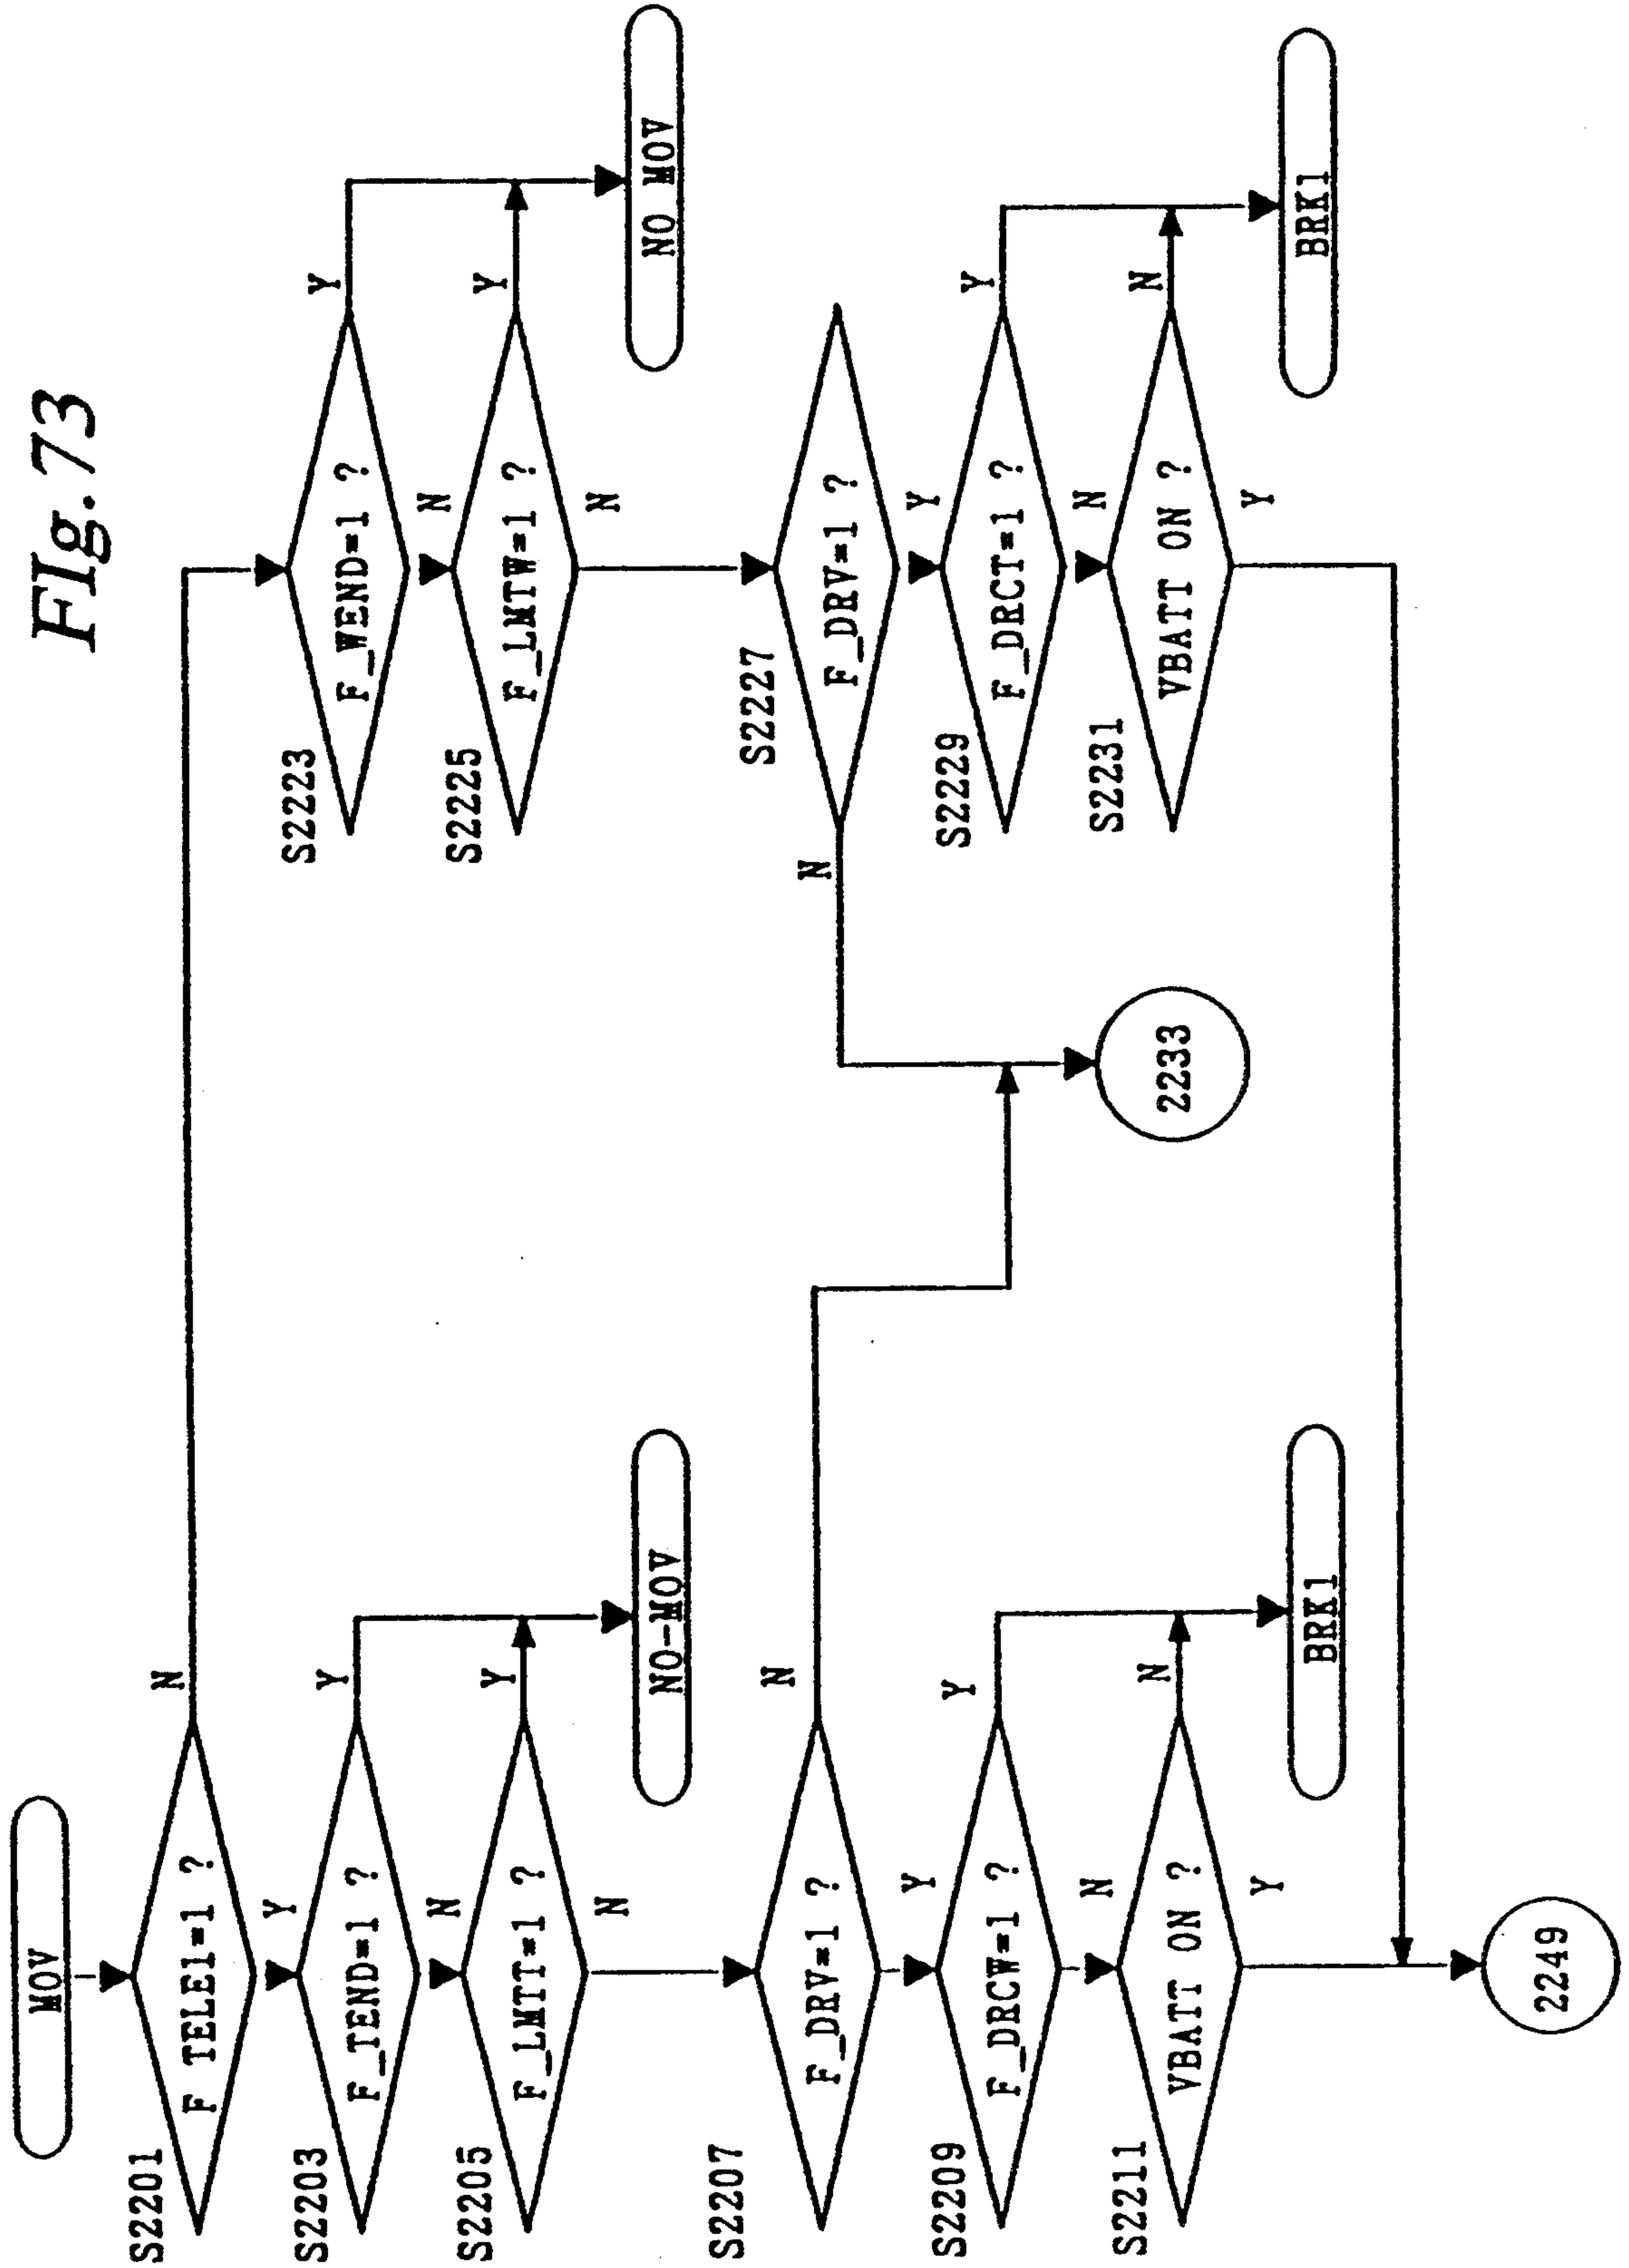 FIg. 73
MOV
S2201
F TELE1=1 ?
N
Y
S2203
F_TEND=1 ?
Y
N
S2205
F_LMTT=1 ?
Y
N
NO-MOV
S2207
F_DRV=1 ?
N
Y
S2209
F_DRCW=1 ?
Y
N
S2211
VBATT ON ?
N
Y
BRK1
2249
S2223
F_WEND=1 ?
Y
N
S2225
F_LMTW=1 ?
Y
N
NO MOV
S2227
F_DRV=1 ?
N
Y
2233
S2229
F_DRCT=1 ?
Y
N
S2231
VBATT ON ?
N
Y
BRK1